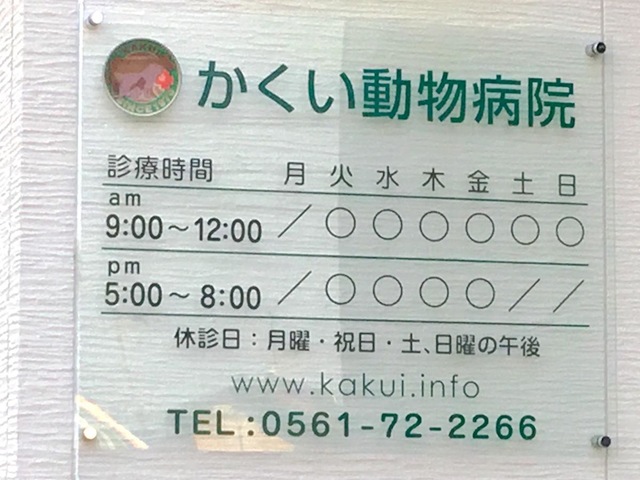 かくい動物病院
診療時間 月 火 水 木 金 土 日
am
9:00～12:00 ／ ○ ○ ○ ○ ○ ○
pm
5:00～8:00 ／ ○ ○ ○ ○ ／ ／
休診日：月曜・祝日・土、日曜の午後
www.kakui.info
TEL:0561-72-2266